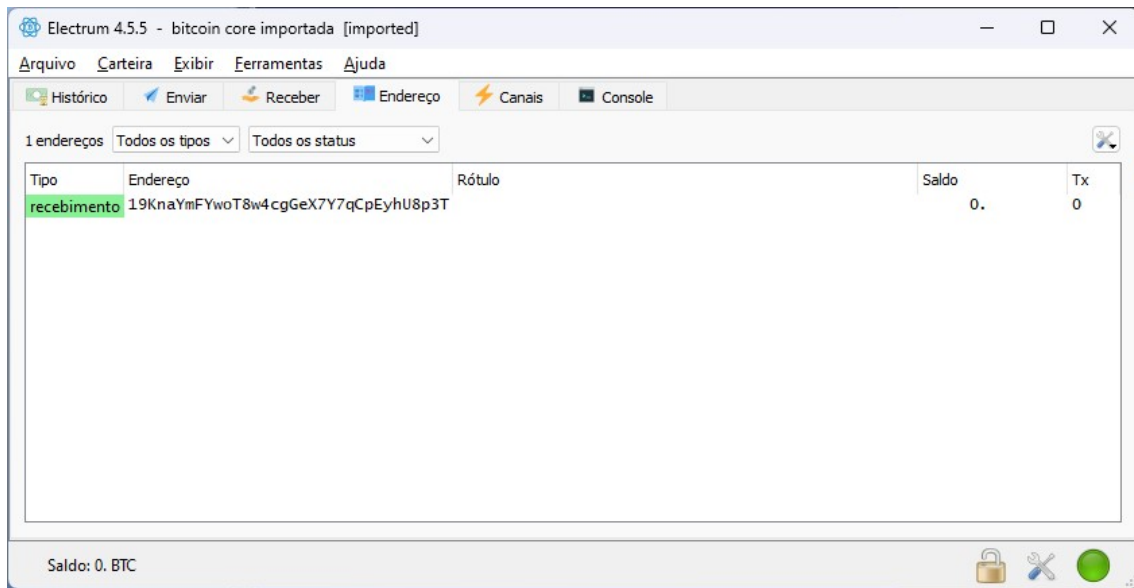 Electrum 4.5.5 - bitcoin core importada [imported]
Arquivo Carteira Exibir Ferramentas Ajuda
Histórico Enviar Receber Endereço Canais Console
1 endereços Todos os tipos Todos os status
Tipo Endereço Rótulo Saldo Tx
recebimento 19KnaYmFYwoT8w4cgGeX7Y7qCpEyhU8p3T 0. 0
Saldo: 0. BTC